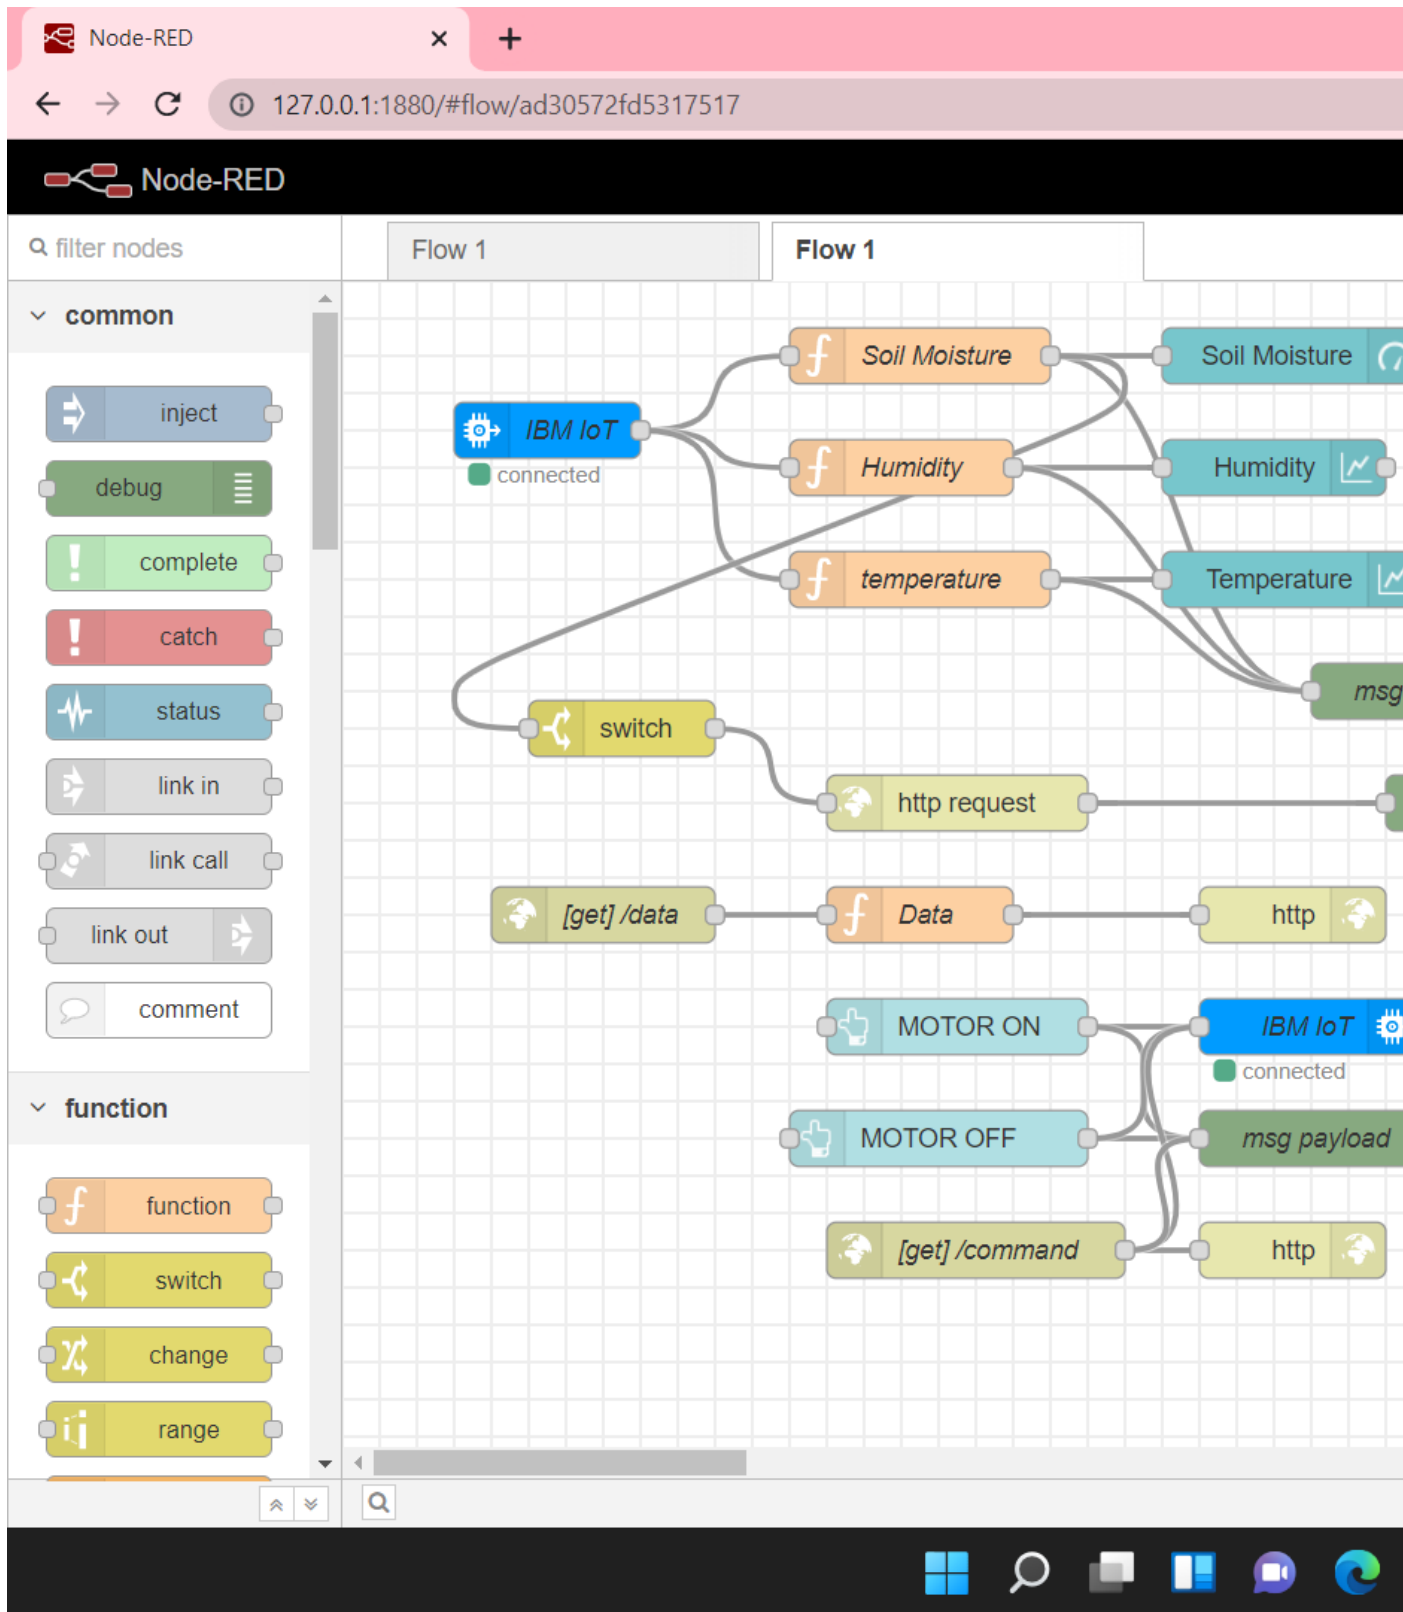 Node-RED
127.0.0.1:1880/#flow/ad30572fd5317517
Node-RED
filter nodes
Flow 1
Flow 1
common
inject
debug
complete
catch
status
link in
link call
link out
comment
function
function
switch
change
range
IBM IoT
connected
Soil Moisture
Soil Moisture
Humidity
Humidity
temperature
Temperature
msg
switch
http request
[get] /data
Data
http
MOTOR ON
IBM IoT
connected
MOTOR OFF
msg payload
[get] /command
http